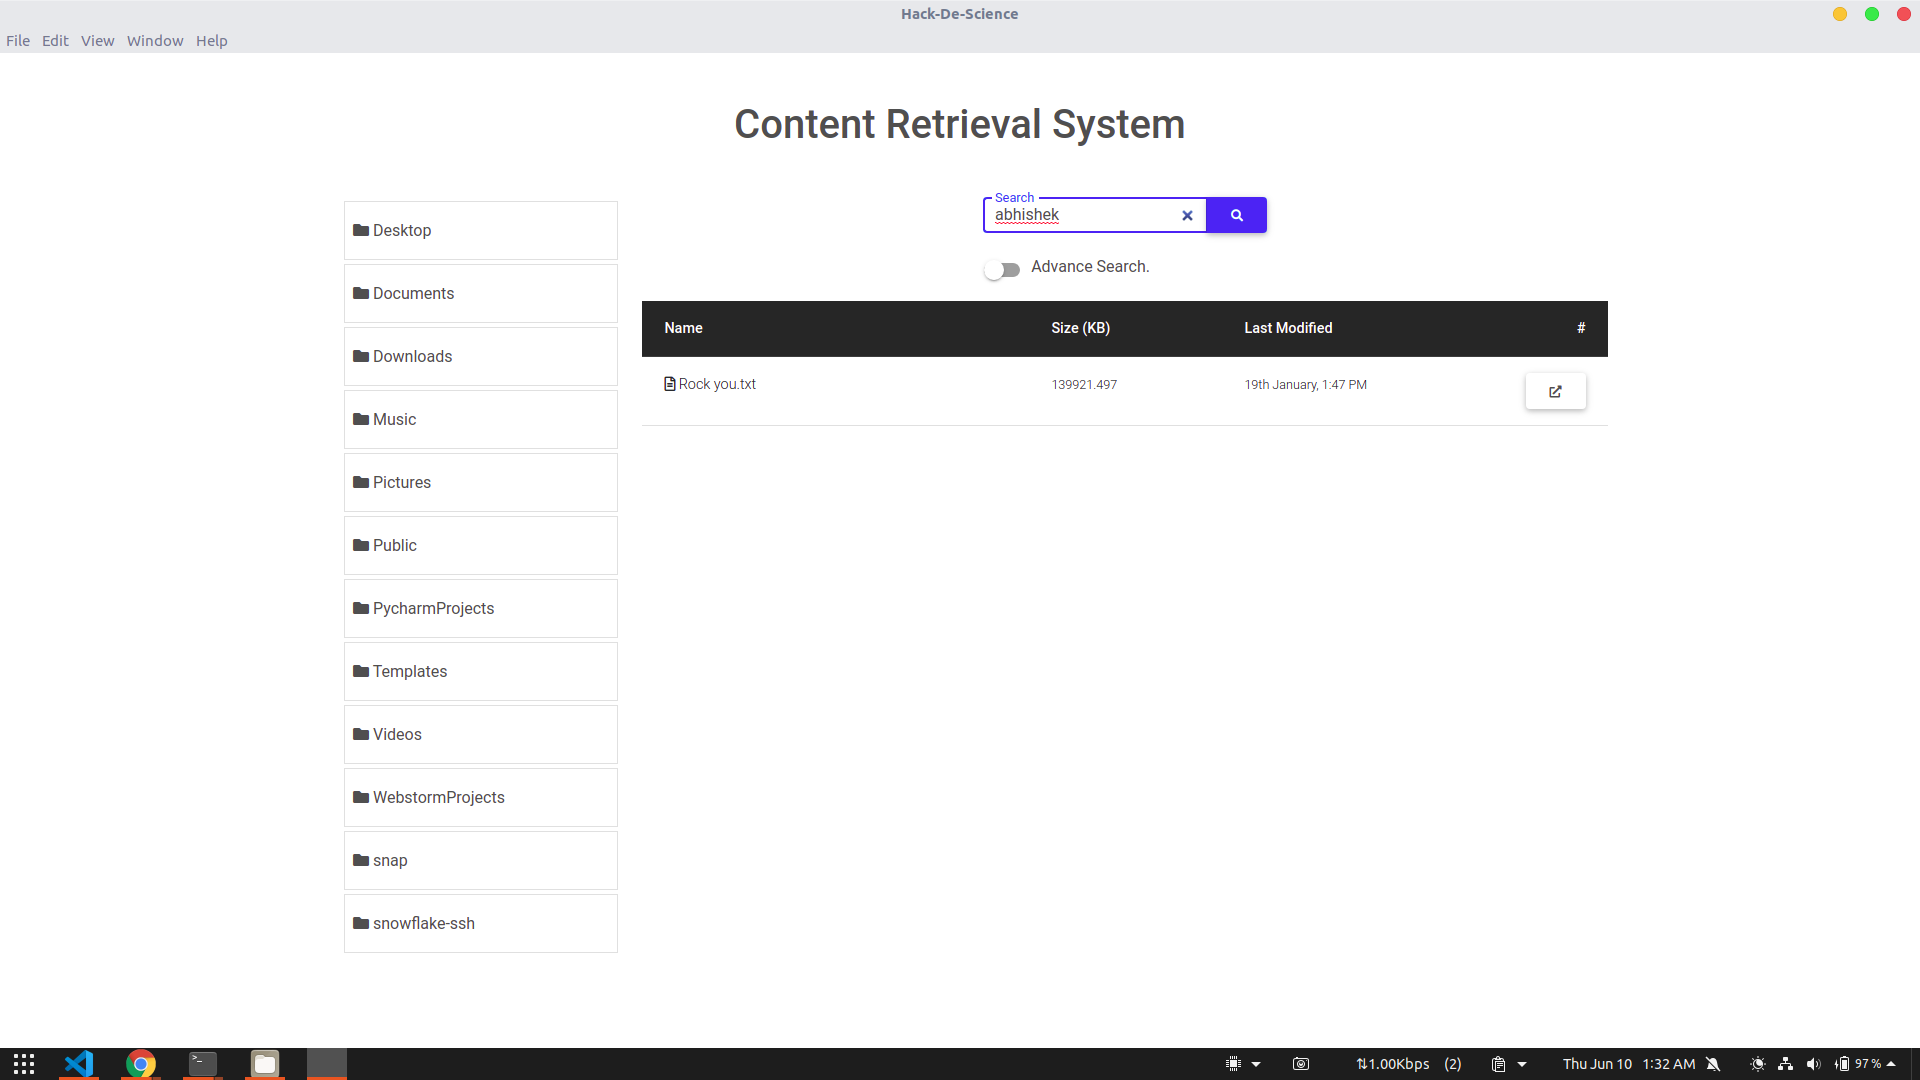 Hack-De-Science
File Edit View Window Help
Content Retrieval System
Search
abhishek
Advance Search.
Desktop
Documents
Downloads
Music
Pictures
Public
PycharmProjects
Templates
Videos
WebstormProjects
snap
snowflake-ssh
Name Size (KB) Last Modified #
Rock you.txt 139921.497 19th January, 1:47 PM
>_
⇅1.00Kbps (2) Thu Jun 10 1:32 AM 97 %